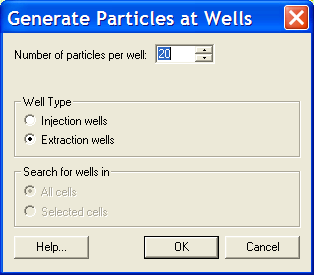 Generate Particles at Wells
Number of particles per well: 20
Well Type
Injection wells
Extraction wells
Search for wells in
All cells
Selected cells
Help... OK Cancel